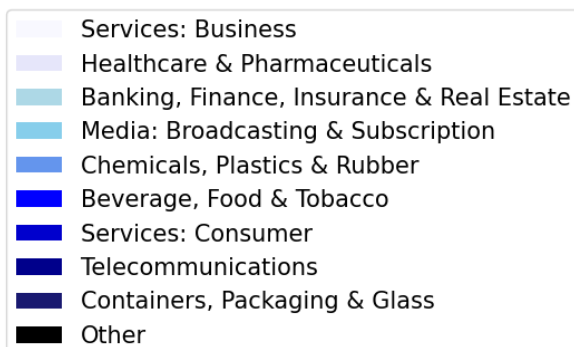 Services: Business
Healthcare & Pharmaceuticals
Banking, Finance, Insurance & Real Estate
Media: Broadcasting & Subscription
Chemicals, Plastics & Rubber
Beverage, Food & Tobacco
Services: Consumer
Telecommunications
Containers, Packaging & Glass
Other